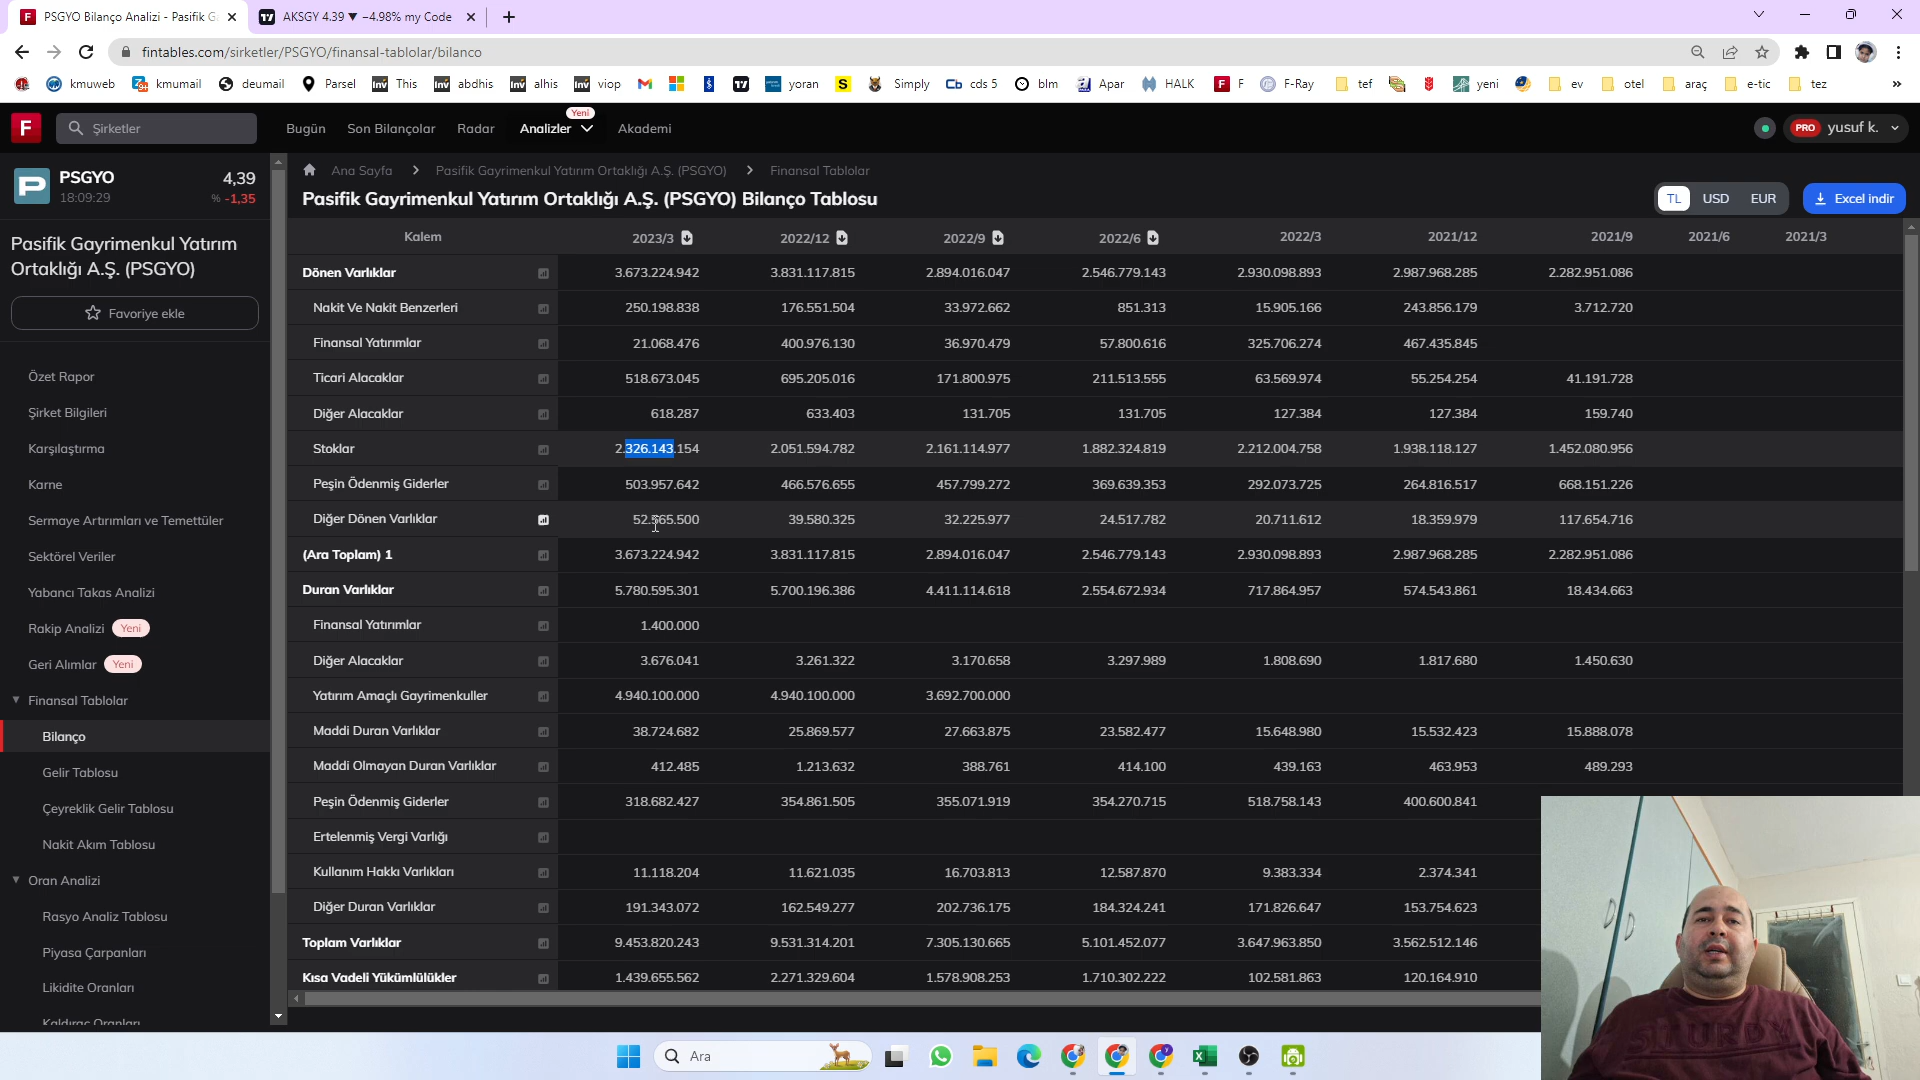 PSGYO Bilanço Analizi - Pasifik G
AKSGY 4.39 ▼ −4.98% my Code
fintables.com/sirketler/PSGYO/finansal-tablolar/bilanco
kmuweb kmumail deumail Parsel This abdhis alhis viop yoran Simply cds 5 blm Apar HALK F F-Ray tef yeni ev otel araç e-tic tez
Şirketler
Bugün Son Bilançolar Radar Analizler Yeni Akademi
PRO yusuf k.
PSGYO 4,39
18:09:29 % -1,35
Ana Sayfa Pasifik Gayrimenkul Yatırım Ortaklığı A.Ş. (PSGYO) Finansal Tablolar
Pasifik Gayrimenkul Yatırım Ortaklığı A.Ş. (PSGYO) Bilanço Tablosu
TL USD EUR Excel indir
Pasifik Gayrimenkul Yatırım
Ortaklığı A.Ş. (PSGYO)
Favoriye ekle
Özet Rapor
Şirket Bilgileri
Karşılaştırma
Karne
Sermaye Artırımları ve Temettüler
Sektörel Veriler
Yabancı Takas Analizi
Rakip Analizi Yeni
Geri Alımlar Yeni
Finansal Tablolar
Bilanço
Gelir Tablosu
Çeyreklik Gelir Tablosu
Nakit Akım Tablosu
Oran Analizi
Rasyo Analiz Tablosu
Piyasa Çarpanları
Likidite Oranları
Kaldıraç Oranları
Kalem 2023/3 2022/12 2022/9 2022/6 2022/3 2021/12 2021/9 2021/6 2021/3
Dönen Varlıklar 3.673.224.942 3.831.117.815 2.894.016.047 2.546.779.143 2.930.098.893 2.987.968.285 2.282.951.086
Nakit Ve Nakit Benzerleri 250.198.838 176.551.504 33.972.662 851.313 15.905.166 243.856.179 3.712.720
Finansal Yatırımlar 21.068.476 400.976.130 36.970.479 57.800.616 325.706.274 467.435.845
Ticari Alacaklar 518.673.045 695.205.016 171.800.975 211.513.555 63.569.974 55.254.254 41.191.728
Diğer Alacaklar 618.287 633.403 131.705 131.705 127.384 127.384 159.740
Stoklar 2.326.143.154 2.051.594.782 2.161.114.977 1.882.324.819 2.212.004.758 1.938.118.127 1.452.080.956
Peşin Ödenmiş Giderler 503.957.642 466.576.655 457.799.272 369.639.353 292.073.725 264.816.517 668.151.226
Diğer Dönen Varlıklar 52.565.500 39.580.325 32.225.977 24.517.782 20.711.612 18.359.979 117.654.716
(Ara Toplam) 1 3.673.224.942 3.831.117.815 2.894.016.047 2.546.779.143 2.930.098.893 2.987.968.285 2.282.951.086
Duran Varlıklar 5.780.595.301 5.700.196.386 4.411.114.618 2.554.672.934 717.864.957 574.543.861 18.434.663
Finansal Yatırımlar 1.400.000
Diğer Alacaklar 3.676.041 3.261.322 3.170.658 3.297.989 1.808.690 1.817.680 1.450.630
Yatırım Amaçlı Gayrimenkuller 4.940.100.000 4.940.100.000 3.692.700.000
Maddi Duran Varlıklar 38.724.682 25.869.577 27.663.875 23.582.477 15.648.980 15.532.423 15.888.078
Maddi Olmayan Duran Varlıklar 412.485 1.213.632 388.761 414.100 439.163 463.953 489.293
Peşin Ödenmiş Giderler 318.682.427 354.861.505 355.071.919 354.270.715 518.758.143 400.600.841
Ertelenmiş Vergi Varlığı
Kullanım Hakkı Varlıkları 11.118.204 11.621.035 16.703.813 12.587.870 9.383.334 2.374.341
Diğer Duran Varlıklar 191.343.072 162.549.277 202.736.175 184.324.241 171.826.647 153.754.623
Toplam Varlıklar 9.453.820.243 9.531.314.201 7.305.130.665 5.101.452.077 3.647.963.850 3.562.512.146
Kısa Vadeli Yükümlülükler 1.439.655.562 2.271.329.604 1.578.908.253 1.710.302.222 102.581.863 120.164.910
Ara